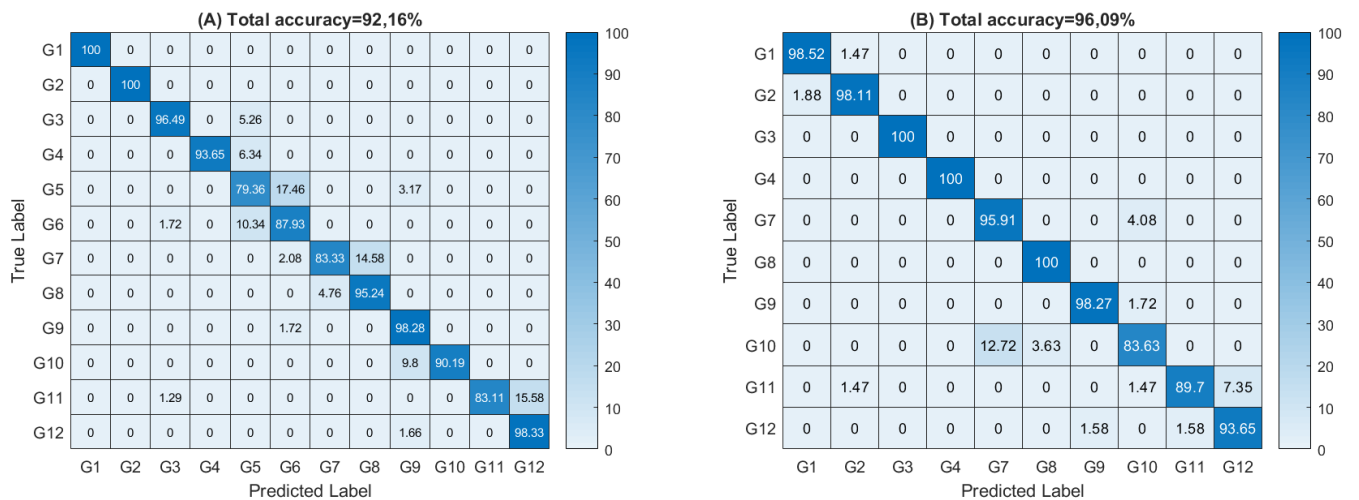 (A) Total accuracy=92,16%
G1 100 0 0 0 0 0 0 0 0 0 0 0
G2 0 100 0 0 0 0 0 0 0 0 0 0
G3 0 0 96.49 0 5.26 0 0 0 0 0 0 0
G4 0 0 0 93.65 6.34 0 0 0 0 0 0 0
G5 0 0 0 0 79.36 17.46 0 0 3.17 0 0 0
G6 0 0 1.72 0 10.34 87.93 0 0 0 0 0 0
G7 0 0 0 0 0 2.08 83.33 14.58 0 0 0 0
G8 0 0 0 0 0 0 4.76 95.24 0 0 0 0
G9 0 0 0 0 0 1.72 0 0 98.28 0 0 0
G10 0 0 0 0 0 0 0 0 9.8 90.19 0 0
G11 0 0 1.29 0 0 0 0 0 0 0 83.11 15.58
G12 0 0 0 0 0 0 0 0 1.66 0 0 98.33
G1 G2 G3 G4 G5 G6 G7 G8 G9 G10 G11 G12
Predicted Label
True Label
100
90
80
70
60
50
40
30
20
10
0
(B) Total accuracy=96,09%
G1 98.52 1.47 0 0 0 0 0 0 0 0
G2 1.88 98.11 0 0 0 0 0 0 0 0
G3 0 0 100 0 0 0 0 0 0 0
G4 0 0 0 100 0 0 0 0 0 0
G7 0 0 0 0 95.91 0 0 4.08 0 0
G8 0 0 0 0 0 100 0 0 0 0
G9 0 0 0 0 0 0 98.27 1.72 0 0
G10 0 0 0 0 12.72 3.63 0 83.63 0 0
G11 0 1.47 0 0 0 0 0 1.47 89.7 7.35
G12 0 0 0 0 0 0 1.58 0 1.58 93.65
G1 G2 G3 G4 G7 G8 G9 G10 G11 G12
Predicted Label
True Label
100
90
80
70
60
50
40
30
20
10
0